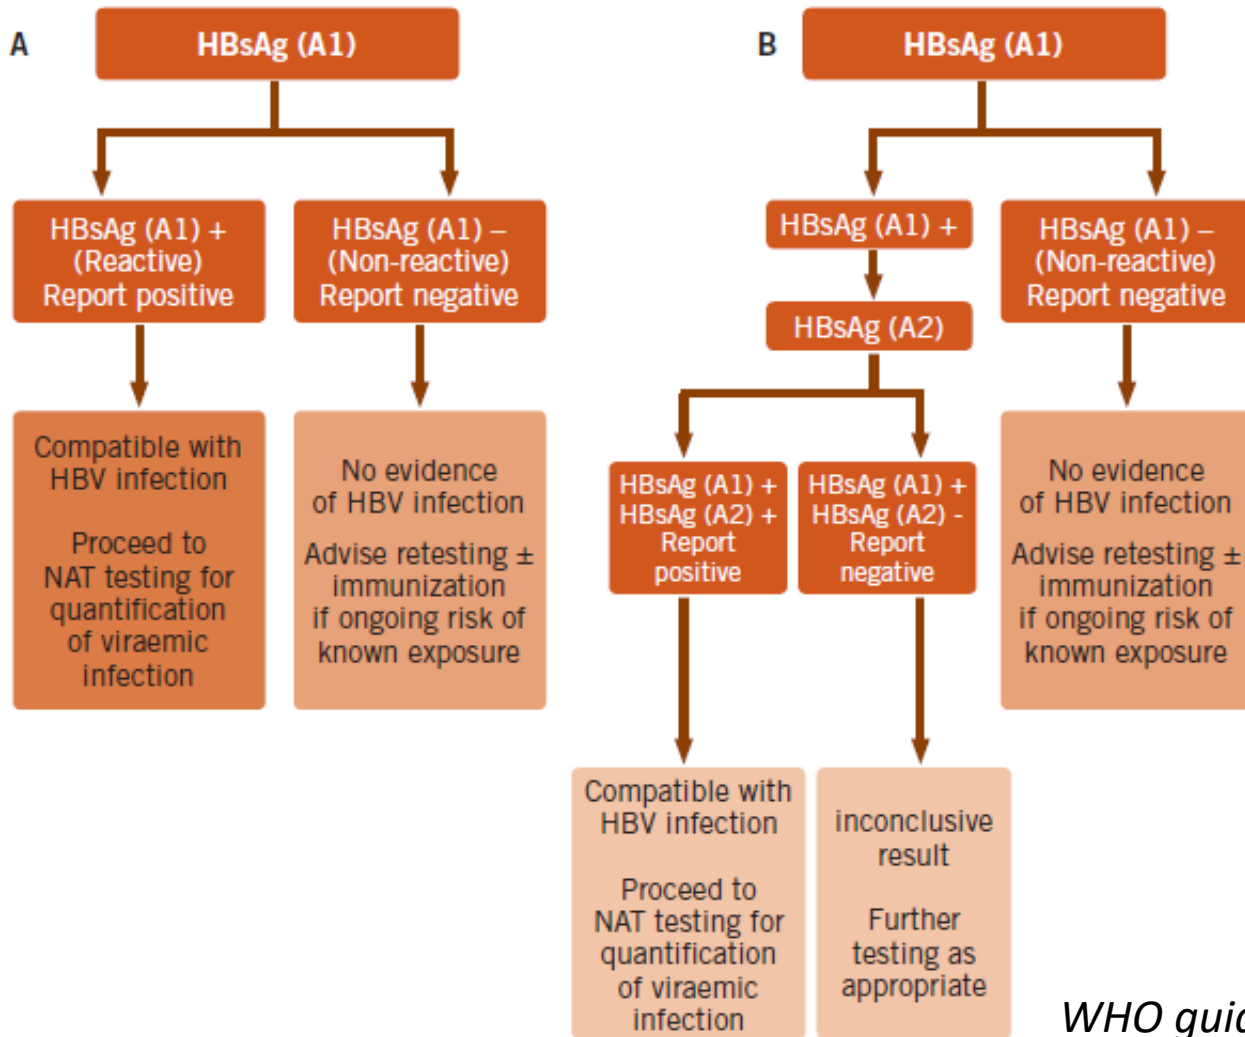 A
HBsAg (A1)
HBsAg (A1) +
(Reactive)
Report positive
HBsAg (A1) –
(Non-reactive)
Report negative
Compatible with
HBV infection
Proceed to
NAT testing for
quantification
of viraemic
infection
No evidence
of HBV infection
Advise retesting ±
immunization
if ongoing risk of
known exposure
B
HBsAg (A1)
HBsAg (A1) +
HBsAg (A1) –
(Non-reactive)
Report negative
HBsAg (A2)
HBsAg (A1) +
HBsAg (A2) +
Report
positive
HBsAg (A1) +
HBsAg (A2) -
Report
negative
No evidence
of HBV infection
Advise retesting ±
immunization
if ongoing risk of
known exposure
Compatible with
HBV infection
Proceed to
NAT testing for
quantification
of viraemic
infection
inconclusive
result
Further
testing as
appropriate
WHO